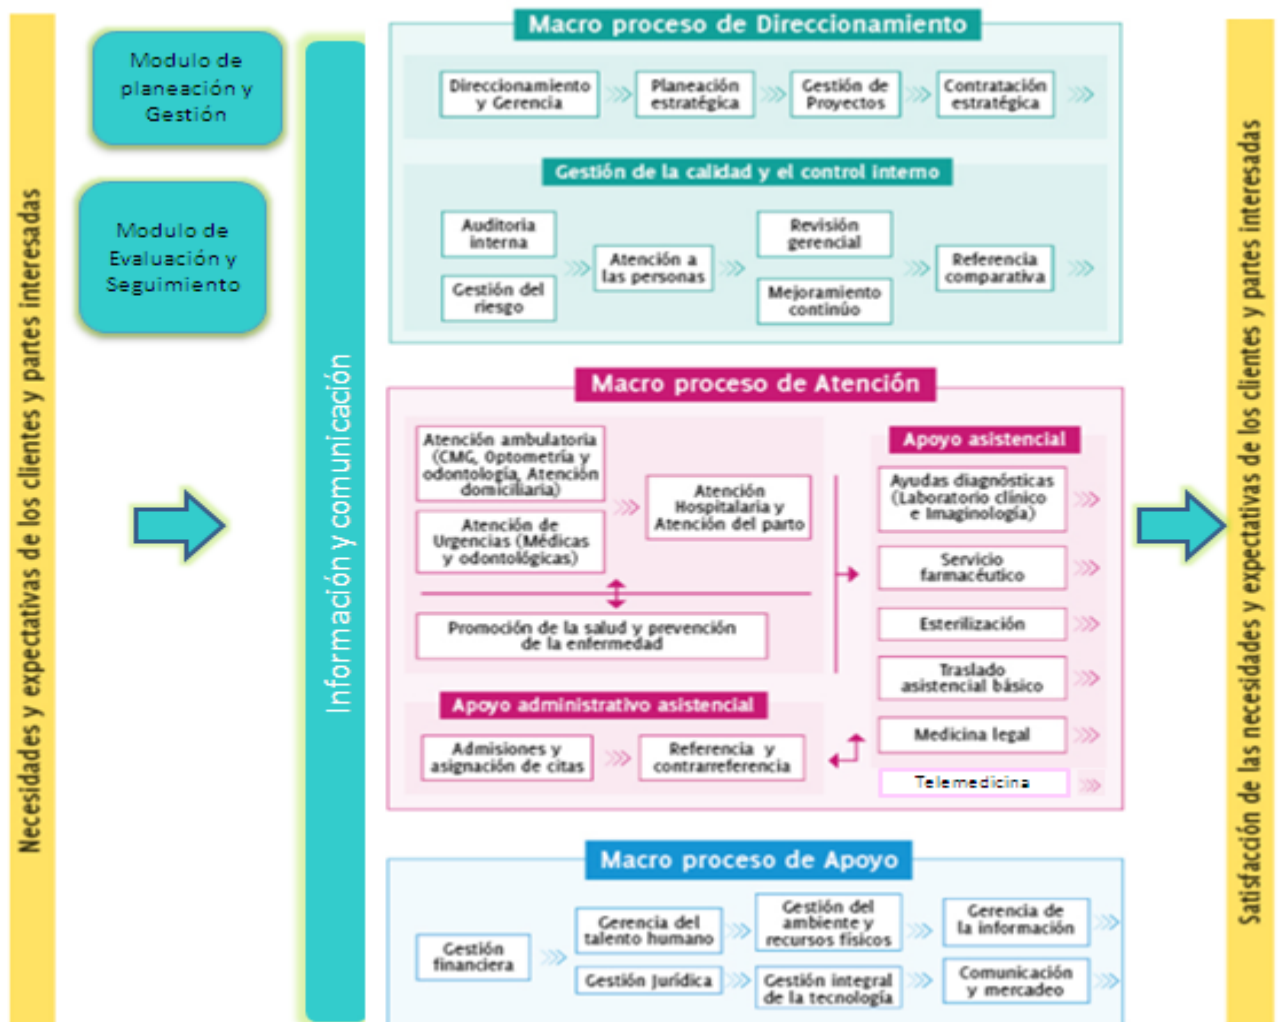 Necesidades y expectativas de los clientes y partes interesadas
Modulo de
planeación y
Gestión
Modulo de
Evaluación y
Seguimiento
Información y comunicación
Macro proceso de Direccionamiento
Direccionamiento
y Gerencia
Planeación
estratégica
Gestión de
Proyectos
Contratación
estratégica
Gestión de la calidad y el control interno
Auditoria
interna
Gestión del
riesgo
Atención a
las personas
Revisión
gerencial
Mejoramiento
continúo
Referencia
comparativa
Macro proceso de Atención
Atención ambulatoria
(CMG, Optometría y
odontología, Atención
domiciliaria)
Atención de
Urgencias (Médicas
y odontológicas)
Atención
Hospitalaria y
Atención del parto
Promoción de la salud y prevención
de la enfermedad
Apoyo administrativo asistencial
Admisiones y
asignación de citas
Referencia y
contrarreferencia
Apoyo asistencial
Ayudas diagnósticas
(Laboratorio clínico
e Imaginología)
Servicio
farmacéutico
Esterilización
Traslado
asistencial básico
Medicina legal
Telemedicina
Macro proceso de Apoyo
Gestión
financiera
Gerencia del
talento humano
Gestión Jurídica
Gestión del
ambiente y
recursos físicos
Gestión integral
de la tecnología
Gerencia de
la información
Comunicación
y mercadeo
Satisfacción de las necesidades y expectativas de los clientes y partes interesadas